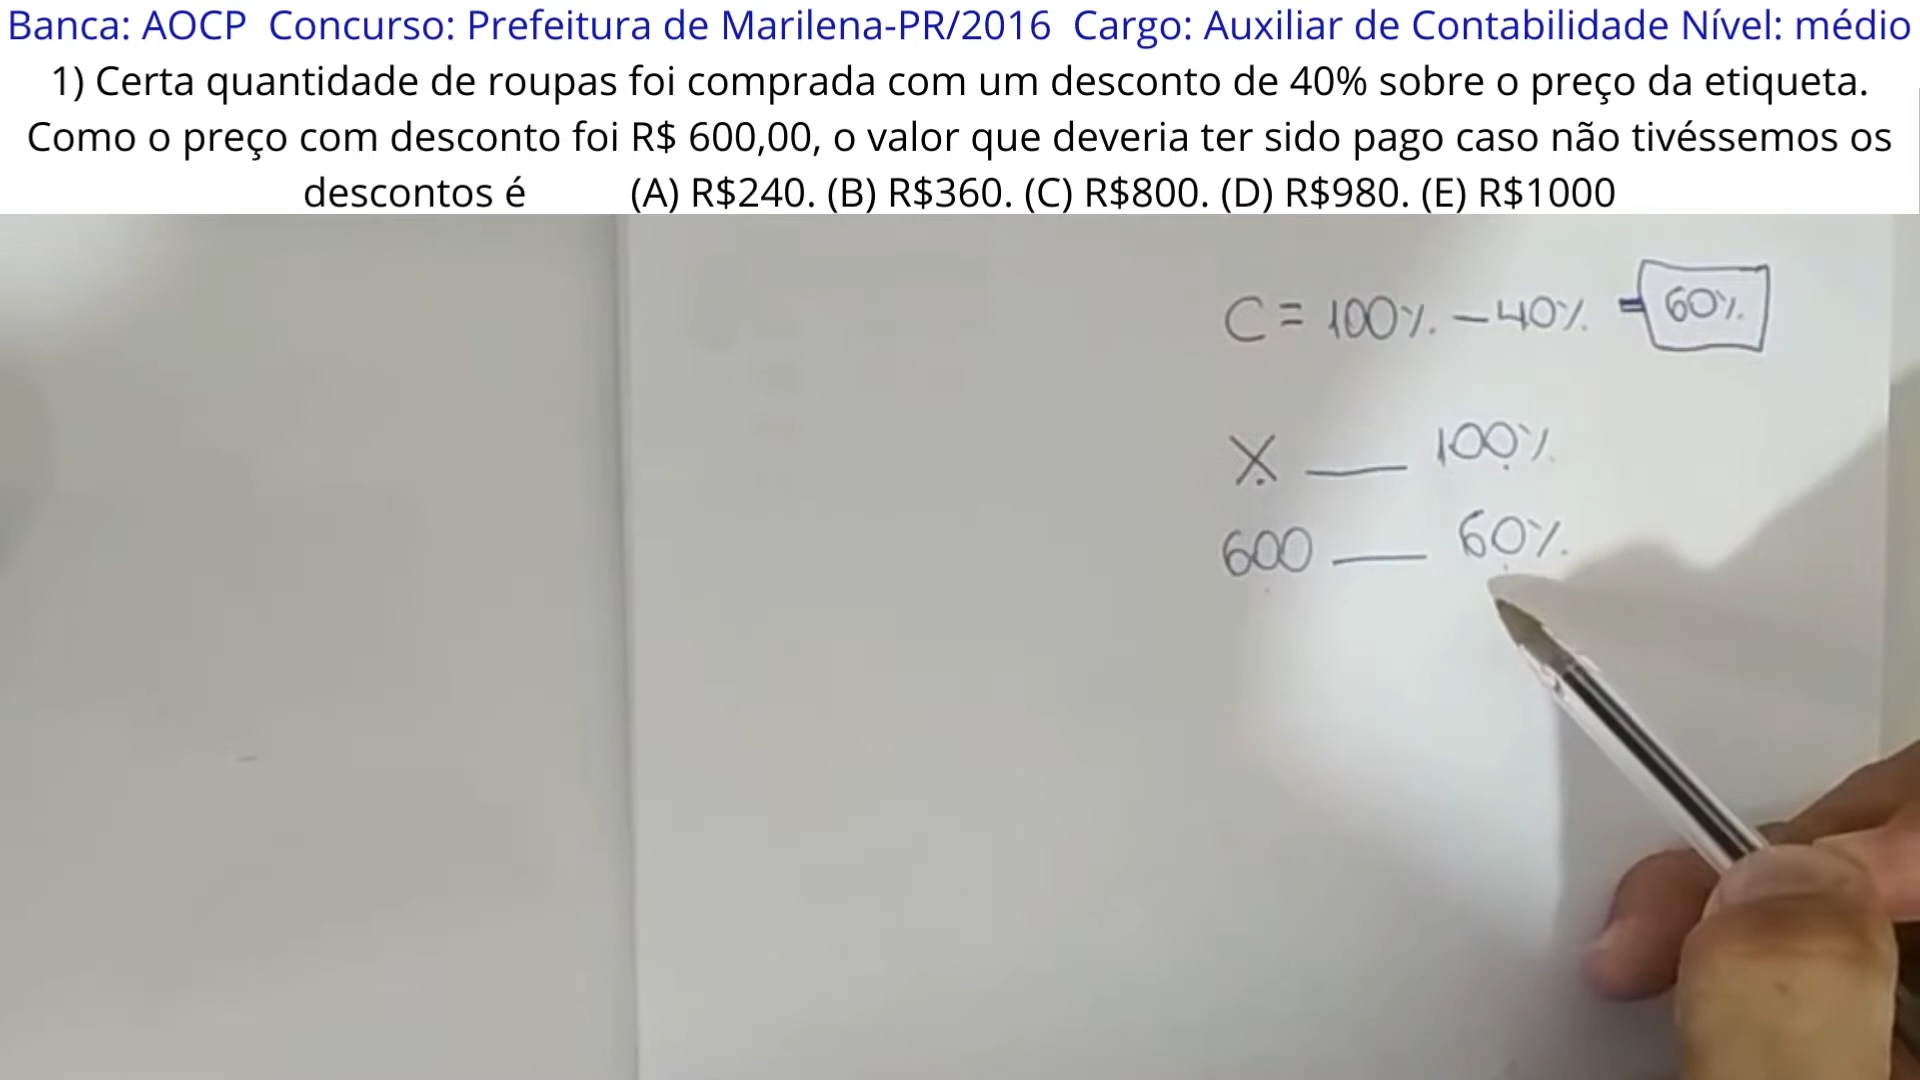 Banca: AOCP Concurso: Prefeitura de Marilena-PR/2016 Cargo: Auxiliar de Contabilidade Nível: médio
1) Certa quantidade de roupas foi comprada com um desconto de 40% sobre o preço da etiqueta.
Como o preço com desconto foi R$ 600,00, o valor que deveria ter sido pago caso não tivéssemos os
descontos é (A) R$240. (B) R$360. (C) R$800. (D) R$980. (E) R$1000
C = 100% - 40% = 60%
X — 100%
600 — 60%